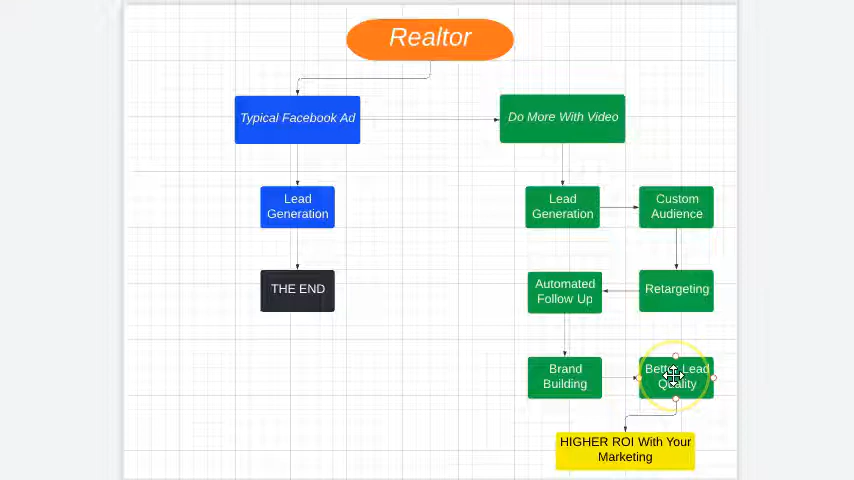 Realtor
Typical Facebook Ad
Do More With Video
Lead
Generation
Lead
Generation
Custom
Audience
THE END
Automated
Follow Up
Retargeting
Brand
Building
Better Lead
Quality
HIGHER ROI With Your
Marketing